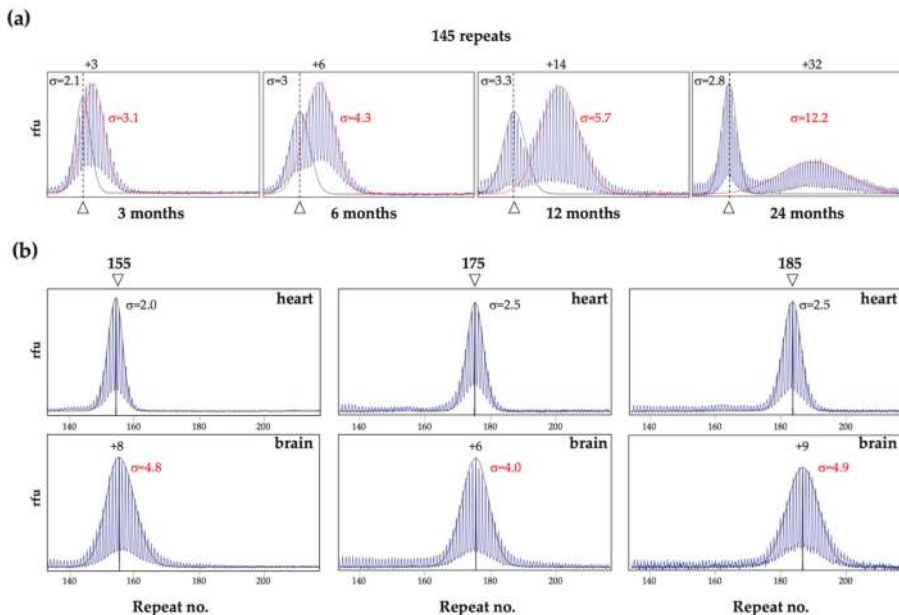 (a)
145 repeats
+3 +6 +14 +32
σ=2.1 σ=3.1 σ=3 σ=4.3 σ=3.3 σ=5.7 σ=2.8 σ=12.2
rfu
3 months 6 months 12 months 24 months
(b)
155 175 185
heart heart heart
σ=2.0 σ=2.5 σ=2.5
rfu
140 160 180 200 140 160 180 200 140 160 180 200
+8 brain +6 brain +9 brain
σ=4.8 σ=4.0 σ=4.9
rfu
140 160 180 200 140 160 180 200 140 160 180 200
Repeat no. Repeat no. Repeat no.